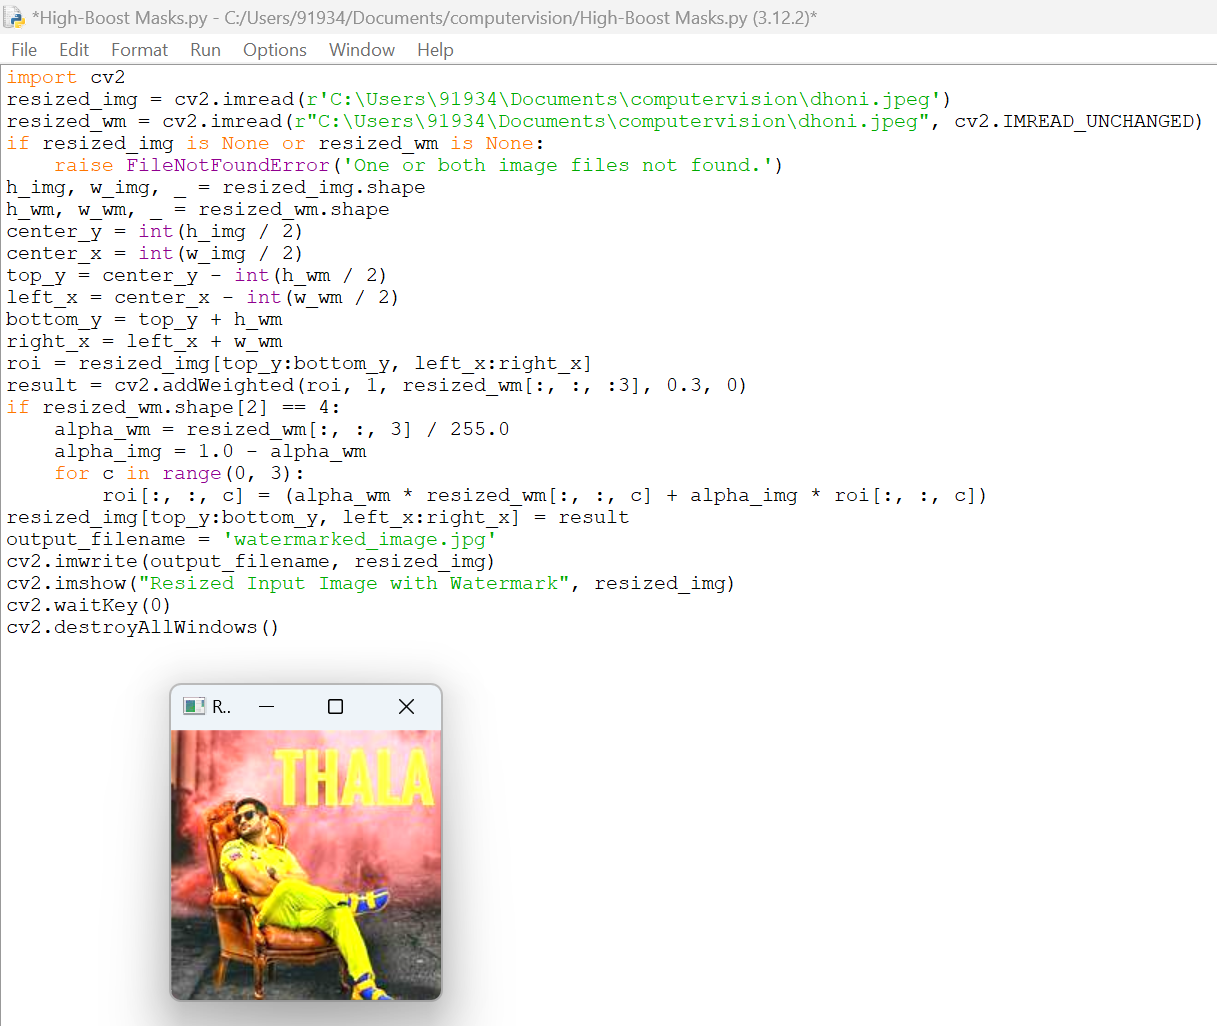 *High-Boost Masks.py - C:/Users/91934/Documents/computervision/High-Boost Masks.py (3.12.2)*
File Edit Format Run Options Window Help
import cv2
resized_img = cv2.imread(r'C:\Users\91934\Documents\computervision\dhoni.jpeg')
resized_wm = cv2.imread(r"C:\Users\91934\Documents\computervision\dhoni.jpeg", cv2.IMREAD_UNCHANGED)
if resized_img is None or resized_wm is None:
    raise FileNotFoundError('One or both image files not found.')
h_img, w_img, _ = resized_img.shape
h_wm, w_wm, _ = resized_wm.shape
center_y = int(h_img / 2)
center_x = int(w_img / 2)
top_y = center_y - int(h_wm / 2)
left_x = center_x - int(w_wm / 2)
bottom_y = top_y + h_wm
right_x = left_x + w_wm
roi = resized_img[top_y:bottom_y, left_x:right_x]
result = cv2.addWeighted(roi, 1, resized_wm[:, :, :3], 0.3, 0)
if resized_wm.shape[2] == 4:
    alpha_wm = resized_wm[:, :, 3] / 255.0
    alpha_img = 1.0 - alpha_wm
    for c in range(0, 3):
        roi[:, :, c] = (alpha_wm * resized_wm[:, :, c] + alpha_img * roi[:, :, c])
resized_img[top_y:bottom_y, left_x:right_x] = result
output_filename = 'watermarked_image.jpg'
cv2.imwrite(output_filename, resized_img)
cv2.imshow("Resized Input Image with Watermark", resized_img)
cv2.waitKey(0)
cv2.destroyAllWindows()
R..
THALA